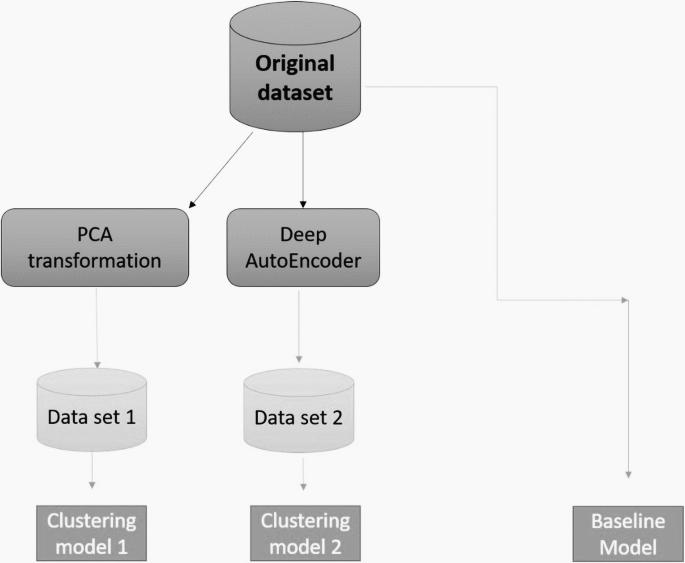 Original
dataset
PCA
transformation
Deep
AutoEncoder
Data set 1
Data set 2
Clustering
model 1
Clustering
model 2
Baseline
Model